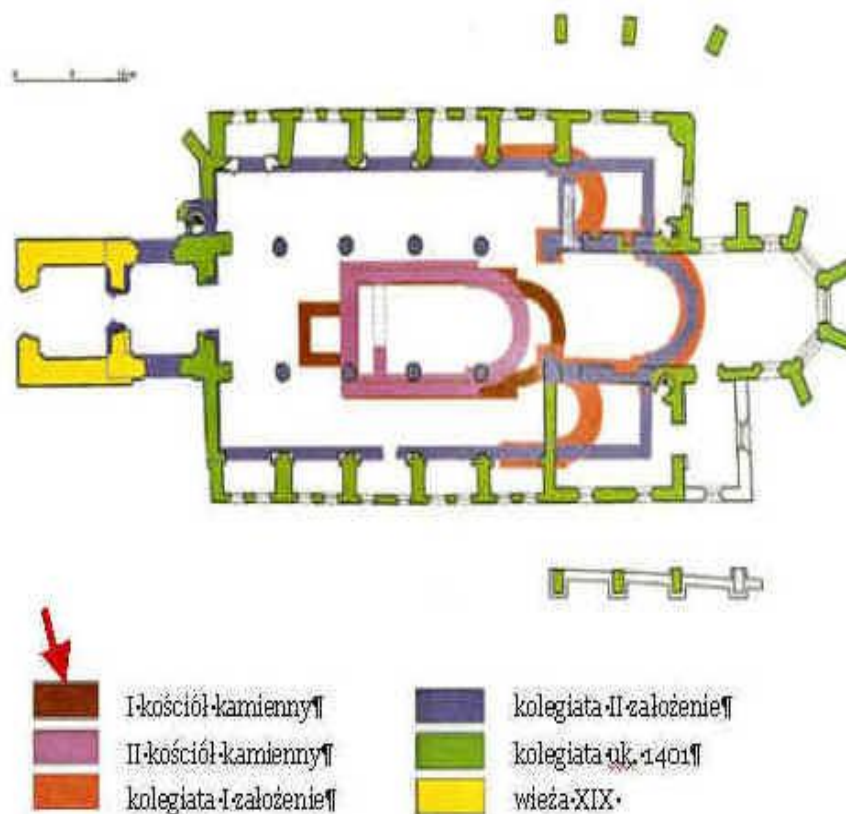 I·kościół·kamienny¶
II·kościół·kamienny¶
kolegiata·I·założenie¶
kolegiata·II·założenie¶
kolegiata·uk.·1401¶
wieża·XIX·